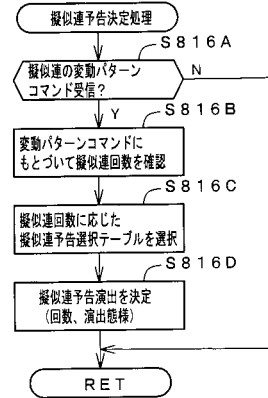 擬似連予告決定処理
S816A
擬似連の変動パターン
コマンド受信?
N
Y
S816B
変動パターンコマンドに
もとづいて擬似連回数を確認
S816C
擬似連回数に応じた
擬似連予告選択テーブルを選択
S816D
擬似連予告演出を決定
(回数、演出態様)
RET